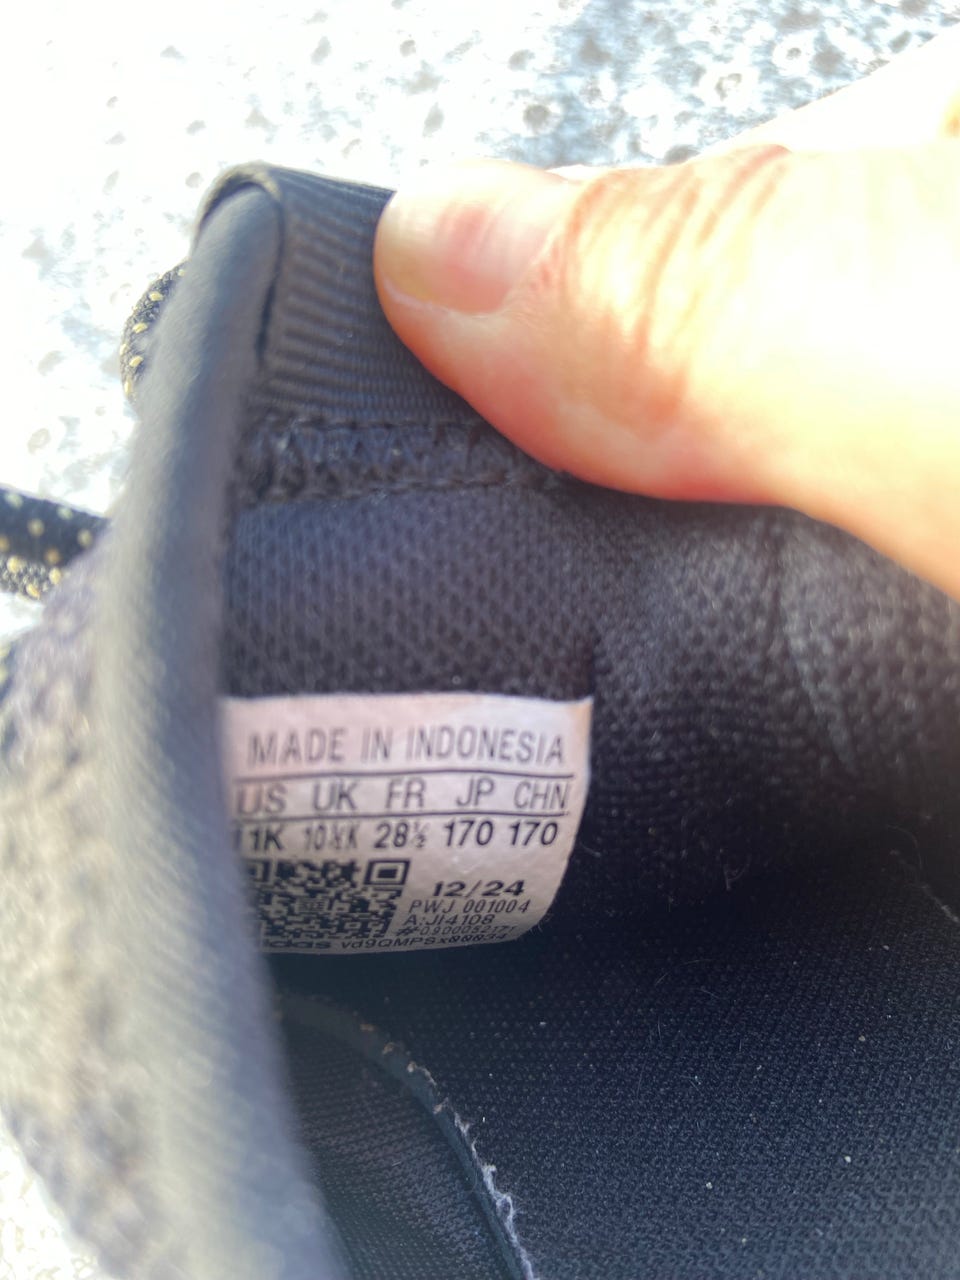 MADE IN INDONESIA
US UK FR JP CHN
11K 10½K 28½ 170 170
12/24
PWJ 001004
A:JI4108
adidas